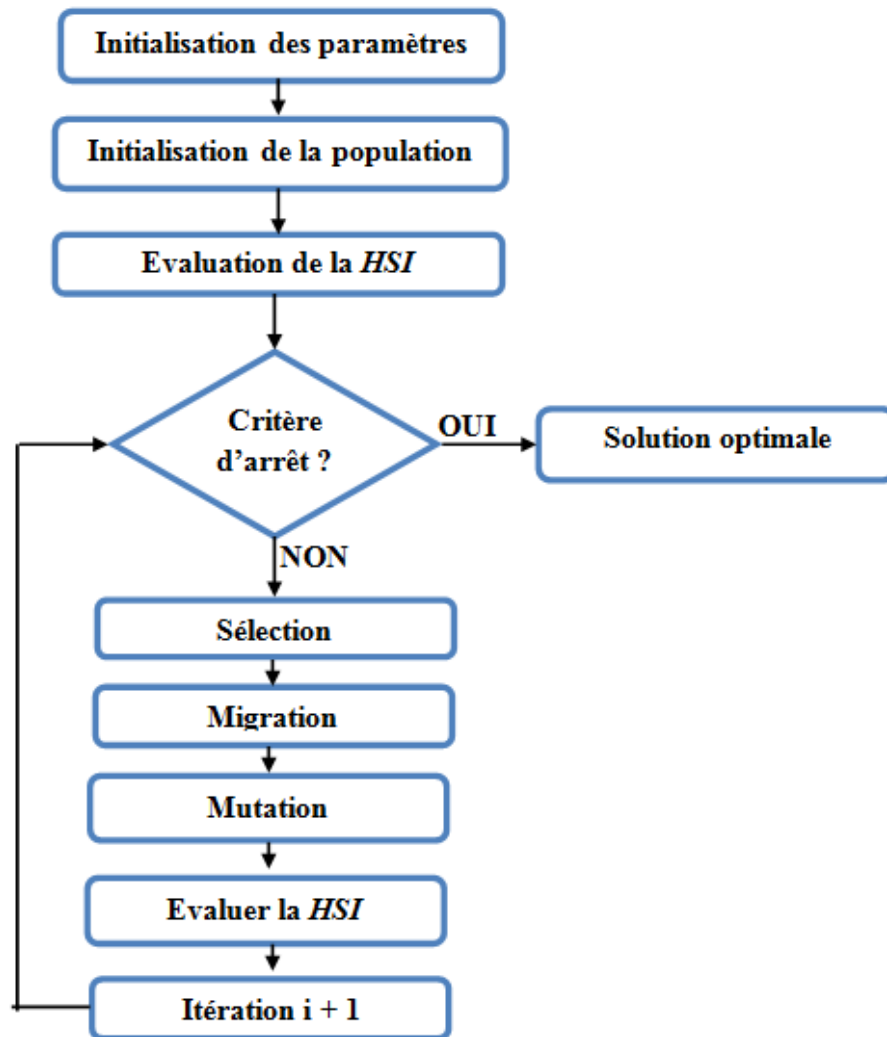 Initialisation des paramètres
Initialisation de la population
Evaluation de la HSI
Critère
d’arrêt ?
OUI
Solution optimale
NON
Sélection
Migration
Mutation
Evaluer la HSI
Itération i + 1